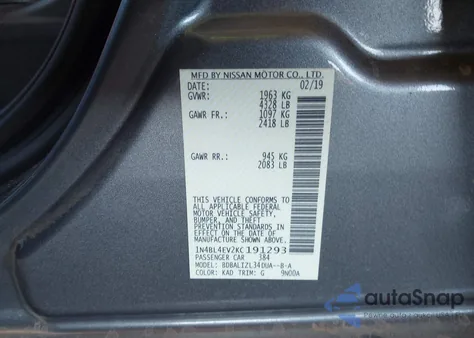 MFD BY NISSAN MOTOR CO., LTD.
DATE: 02/19
GVWR: 1963 KG
4328 LB
GAWR FR.: 1097 KG
2418 LB
GAWR RR.: 945 KG
2083 LB
THIS VEHICLE CONFORMS TO
ALL APPLICABLE FEDERAL
MOTOR VEHICLE SAFETY,
BUMPER, AND THEFT
PREVENTION STANDARDS IN
EFFECT ON THE DATE OF
MANUFACTURE SHOWN ABOVE.
1N4BL4EV2KC191293
PASSENGER CAR 384
MODEL: BDBALIZL34DUA--B-A
COLOR: KAD TRIM: G 9N00A
autoSnap